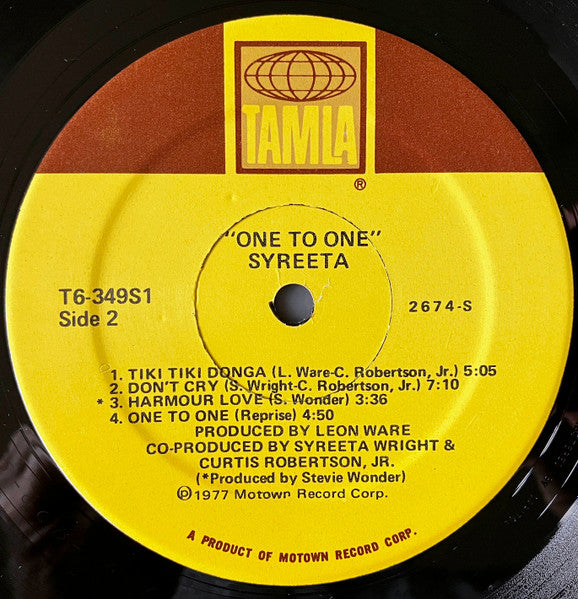 TAMLA
®
"ONE TO ONE"
SYREETA
T6-349S1
Side 2
2674-S
1. TIKI TIKI DONGA (L. Ware-C. Robertson, Jr.) 5:05
2. DON'T CRY (S. Wright-C. Robertson, Jr.) 7:10
* 3. HARMOUR LOVE (S. Wonder) 3:36
4. ONE TO ONE (Reprise) 4:50
PRODUCED BY LEON WARE
CO-PRODUCED BY SYREETA WRIGHT &
CURTIS ROBERTSON, JR.
(*Produced by Stevie Wonder)
℗1977 Motown Record Corp.
A PRODUCT OF MOTOWN RECORD CORP.